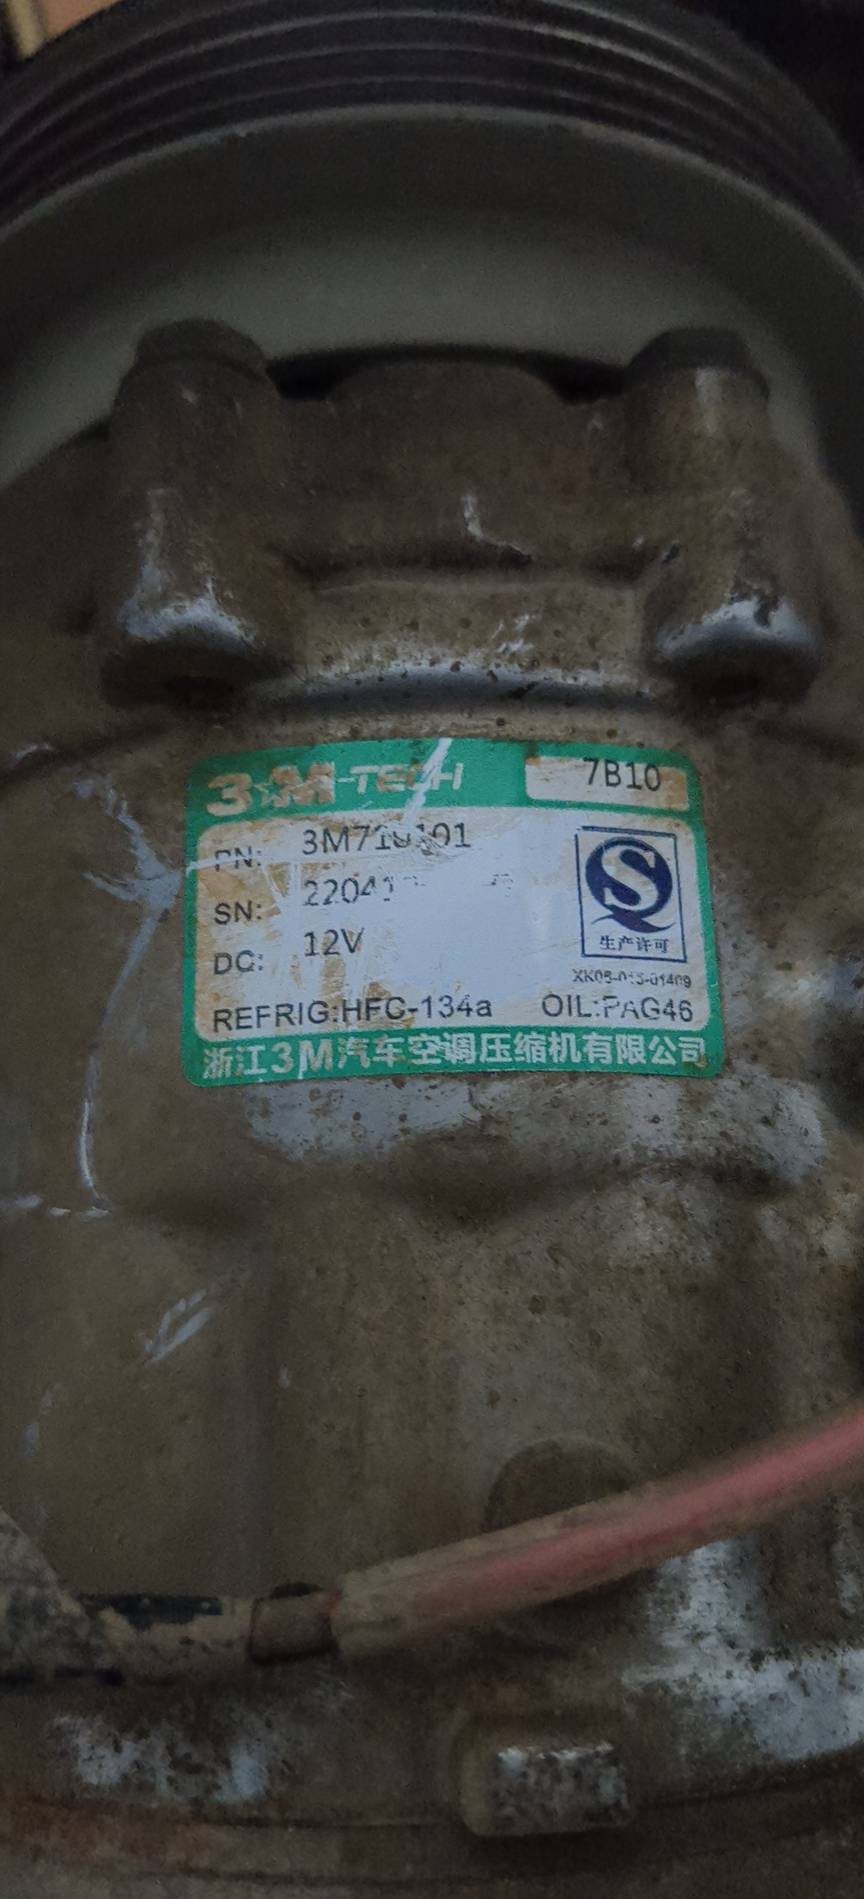 3☆M-TECH
7B10
PN:
SN:
DC: 12V
生产许可
REFRIG:HFC-134a OIL:PAG46
浙江3M汽车空调压缩机有限公司